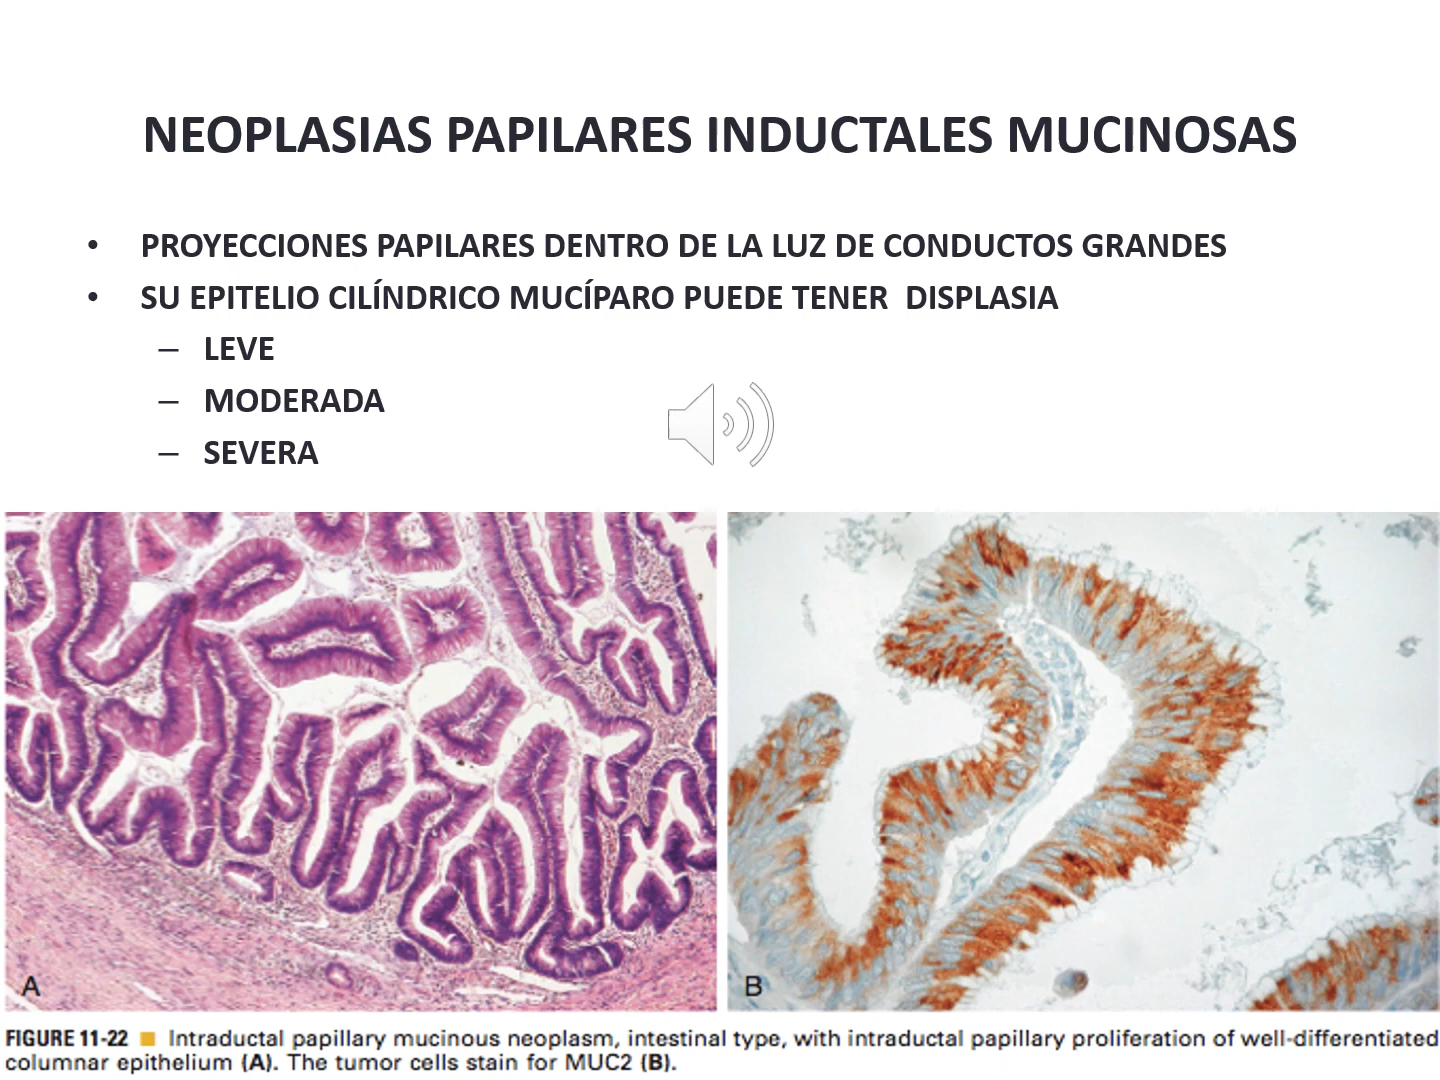 NEOPLASIAS PAPILARES INDUCTALES MUCINOSAS
• PROYECCIONES PAPILARES DENTRO DE LA LUZ DE CONDUCTOS GRANDES
• SU EPITELIO CILÍNDRICO MUCÍPARO PUEDE TENER DISPLASIA
– LEVE
– MODERADA
– SEVERA
A
B
FIGURE 11-22 ■ Intraductal papillary mucinous neoplasm, intestinal type, with intraductal papillary proliferation of well-differentiated
columnar epithelium (A). The tumor cells stain for MUC2 (B).